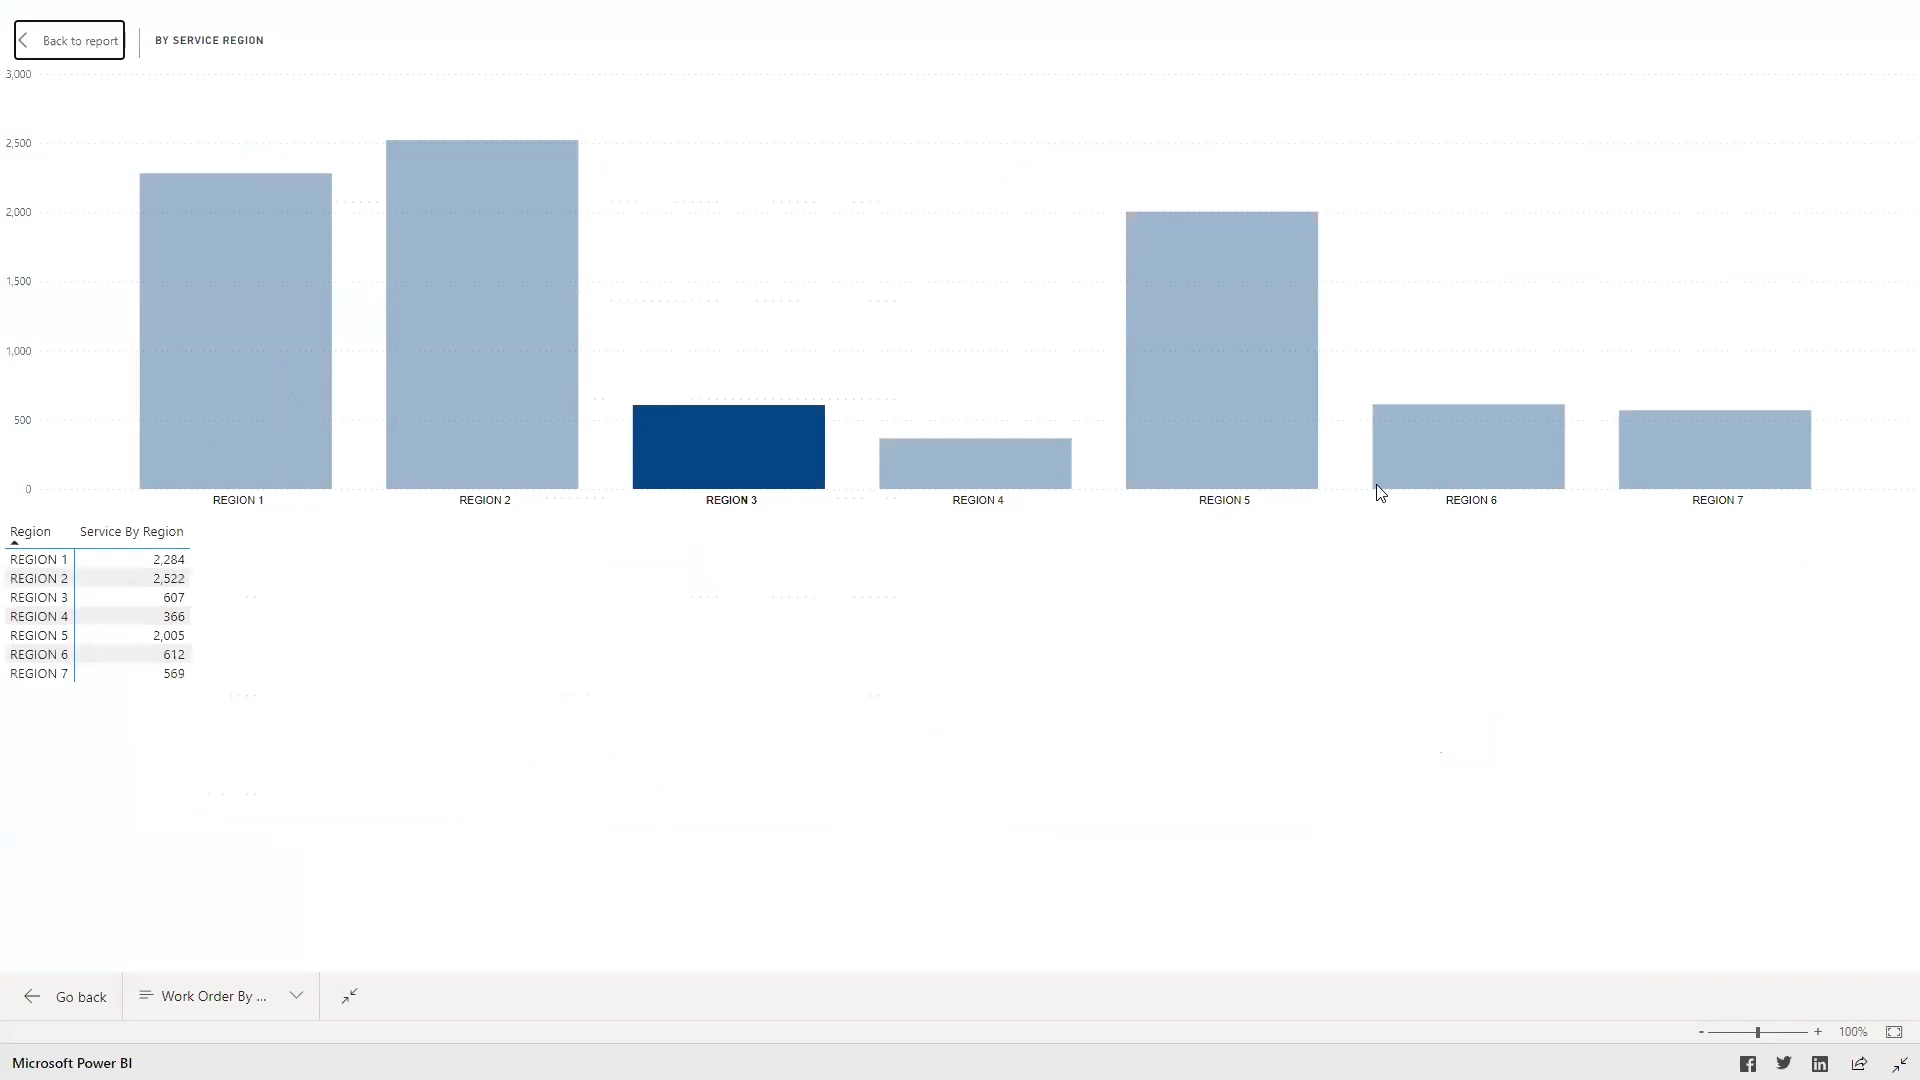 Back to report
BY SERVICE REGION
3,000
2,500
2,000
1,500
1,000
500
0
REGION 1 REGION 2 REGION 3 REGION 4 REGION 5 REGION 6 REGION 7
Region Service By Region
REGION 1 2,284
REGION 2 2,522
REGION 3 607
REGION 4 366
REGION 5 2,005
REGION 6 612
REGION 7 569
Go back
Work Order By ...
- + 100%
Microsoft Power BI